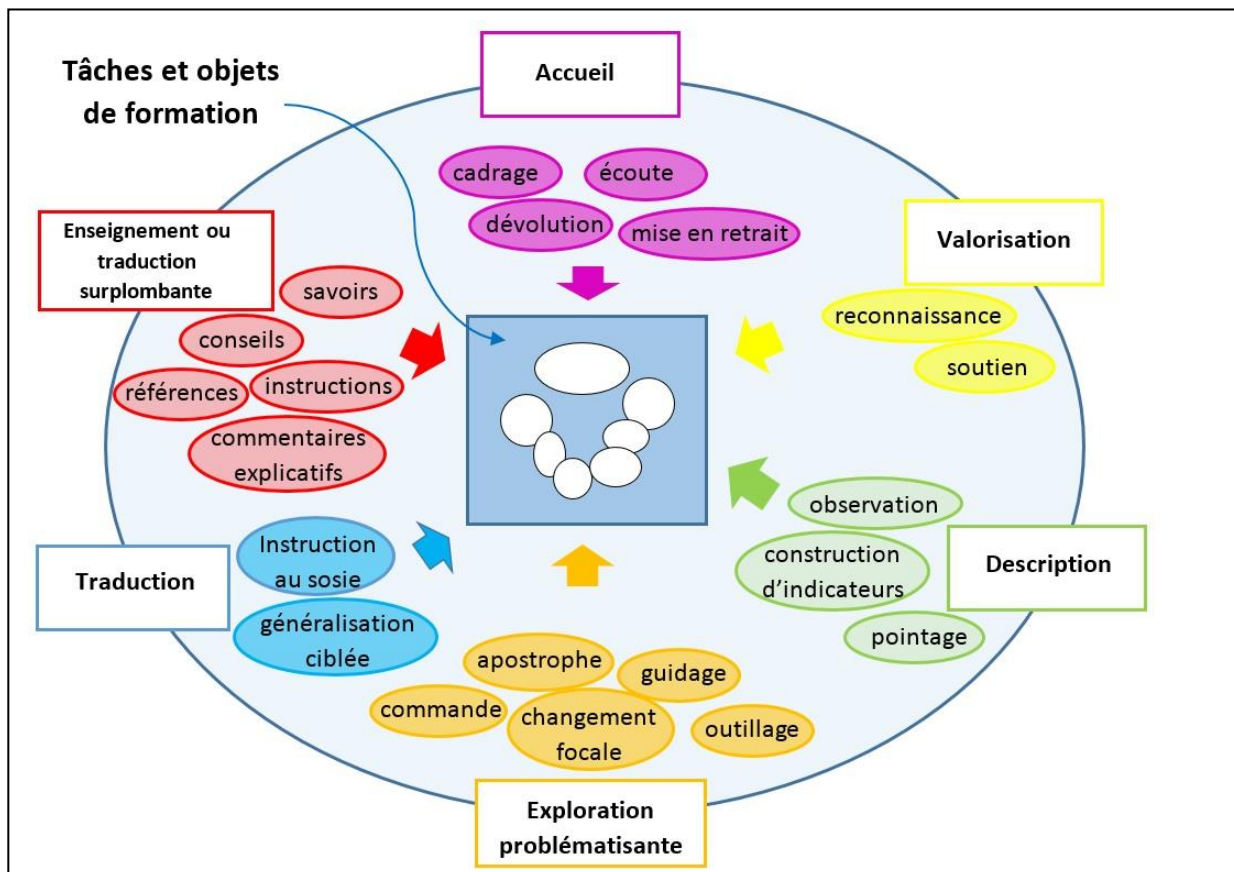 Tâches et objets
de formation
Accueil
cadrage
écoute
dévolution
mise en retrait
Enseignement ou
traduction
surplombante
savoirs
conseils
références
instructions
commentaires
explicatifs
Valorisation
reconnaissance
soutien
observation
construction
d'indicateurs
pointage
Description
Traduction
Instruction
au sosie
généralisation
ciblée
apostrophe
guidage
commande
changement
focale
outillage
Exploration
problématisante